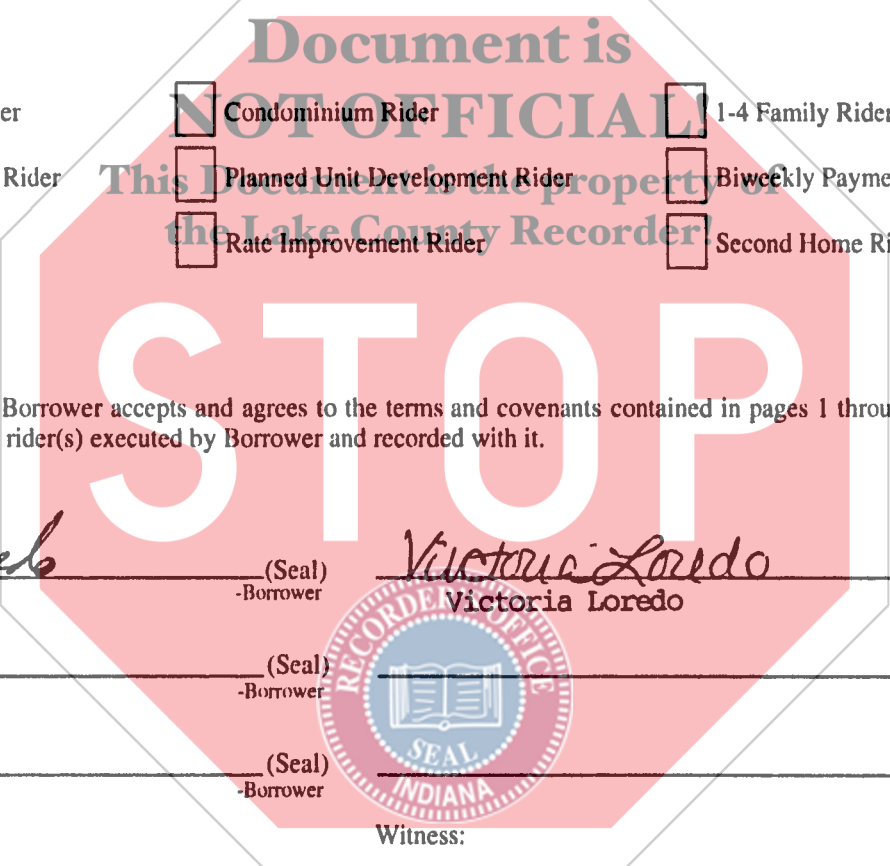 Document is
NOT OFFICIAL!
er Condominium Rider 1-4 Family Rider
This Document is the property of
Rider Planned Unit Development Rider Biweekly Payme
the Lake County Recorder!
Rate Improvement Rider Second Home Ri
STOP
Borrower accepts and agrees to the terms and covenants contained in pages 1 throu
rider(s) executed by Borrower and recorded with it.
(Seal) Victoria Loredo
-Borrower Victoria Loredo
RECORDER'S OFFICE
(Seal)
-Borrower
SEAL
(Seal)
-Borrower
INDIANA
Witness: